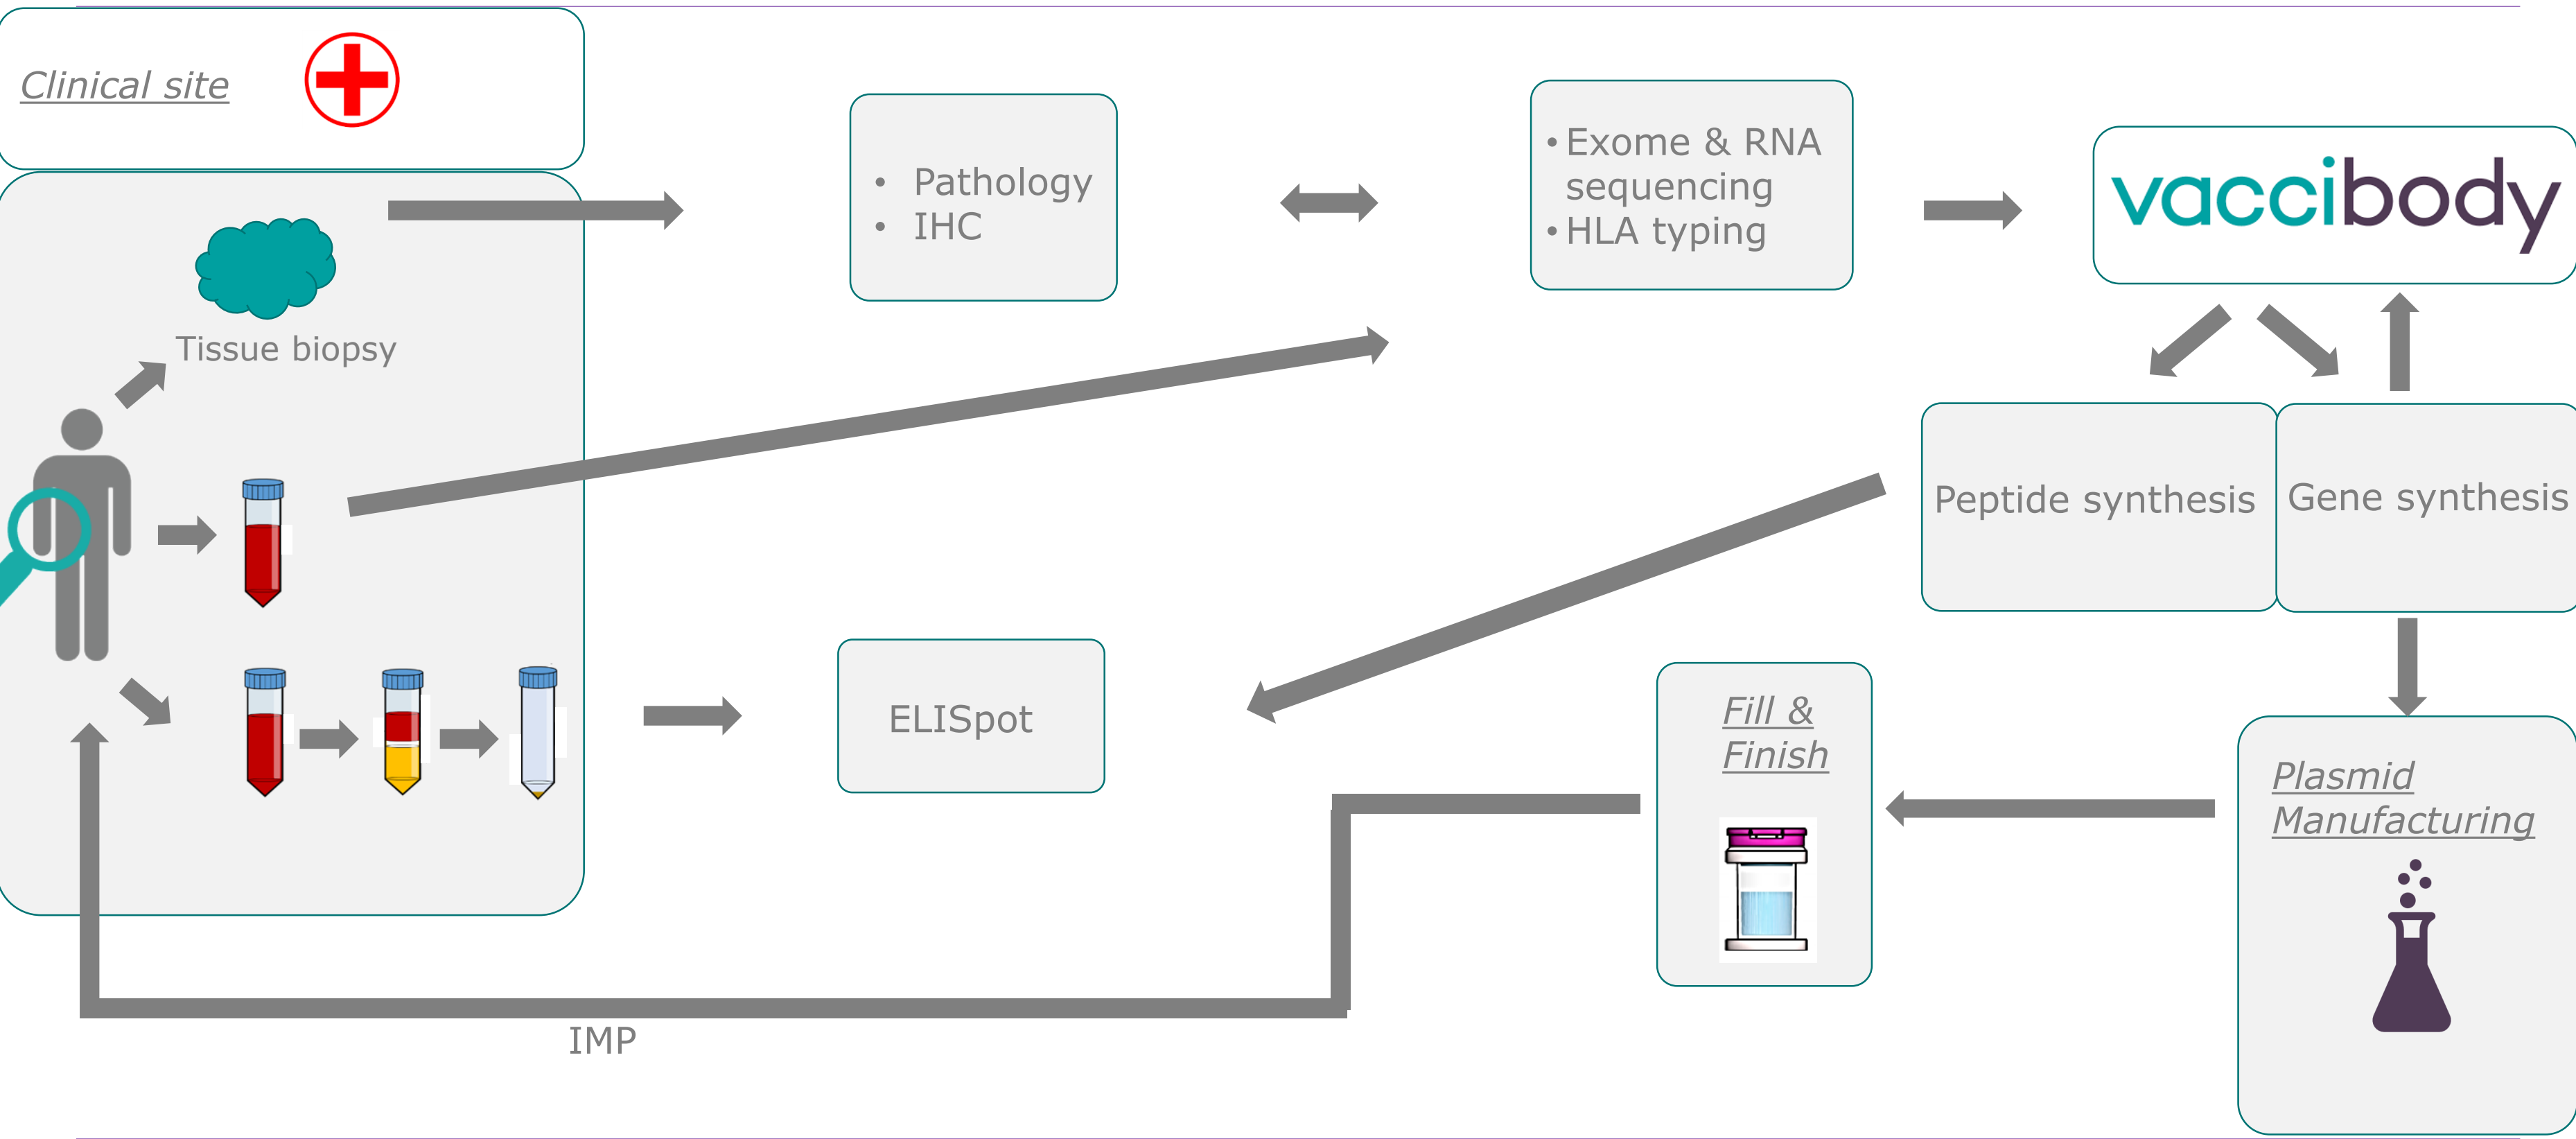 Clinical site
Tissue biopsy
• Pathology
• IHC
• Exome & RNA
sequencing
• HLA typing
vaccibody
Peptide synthesis
Gene synthesis
ELISpot
Fill &
Finish
Plasmid
Manufacturing
IMP